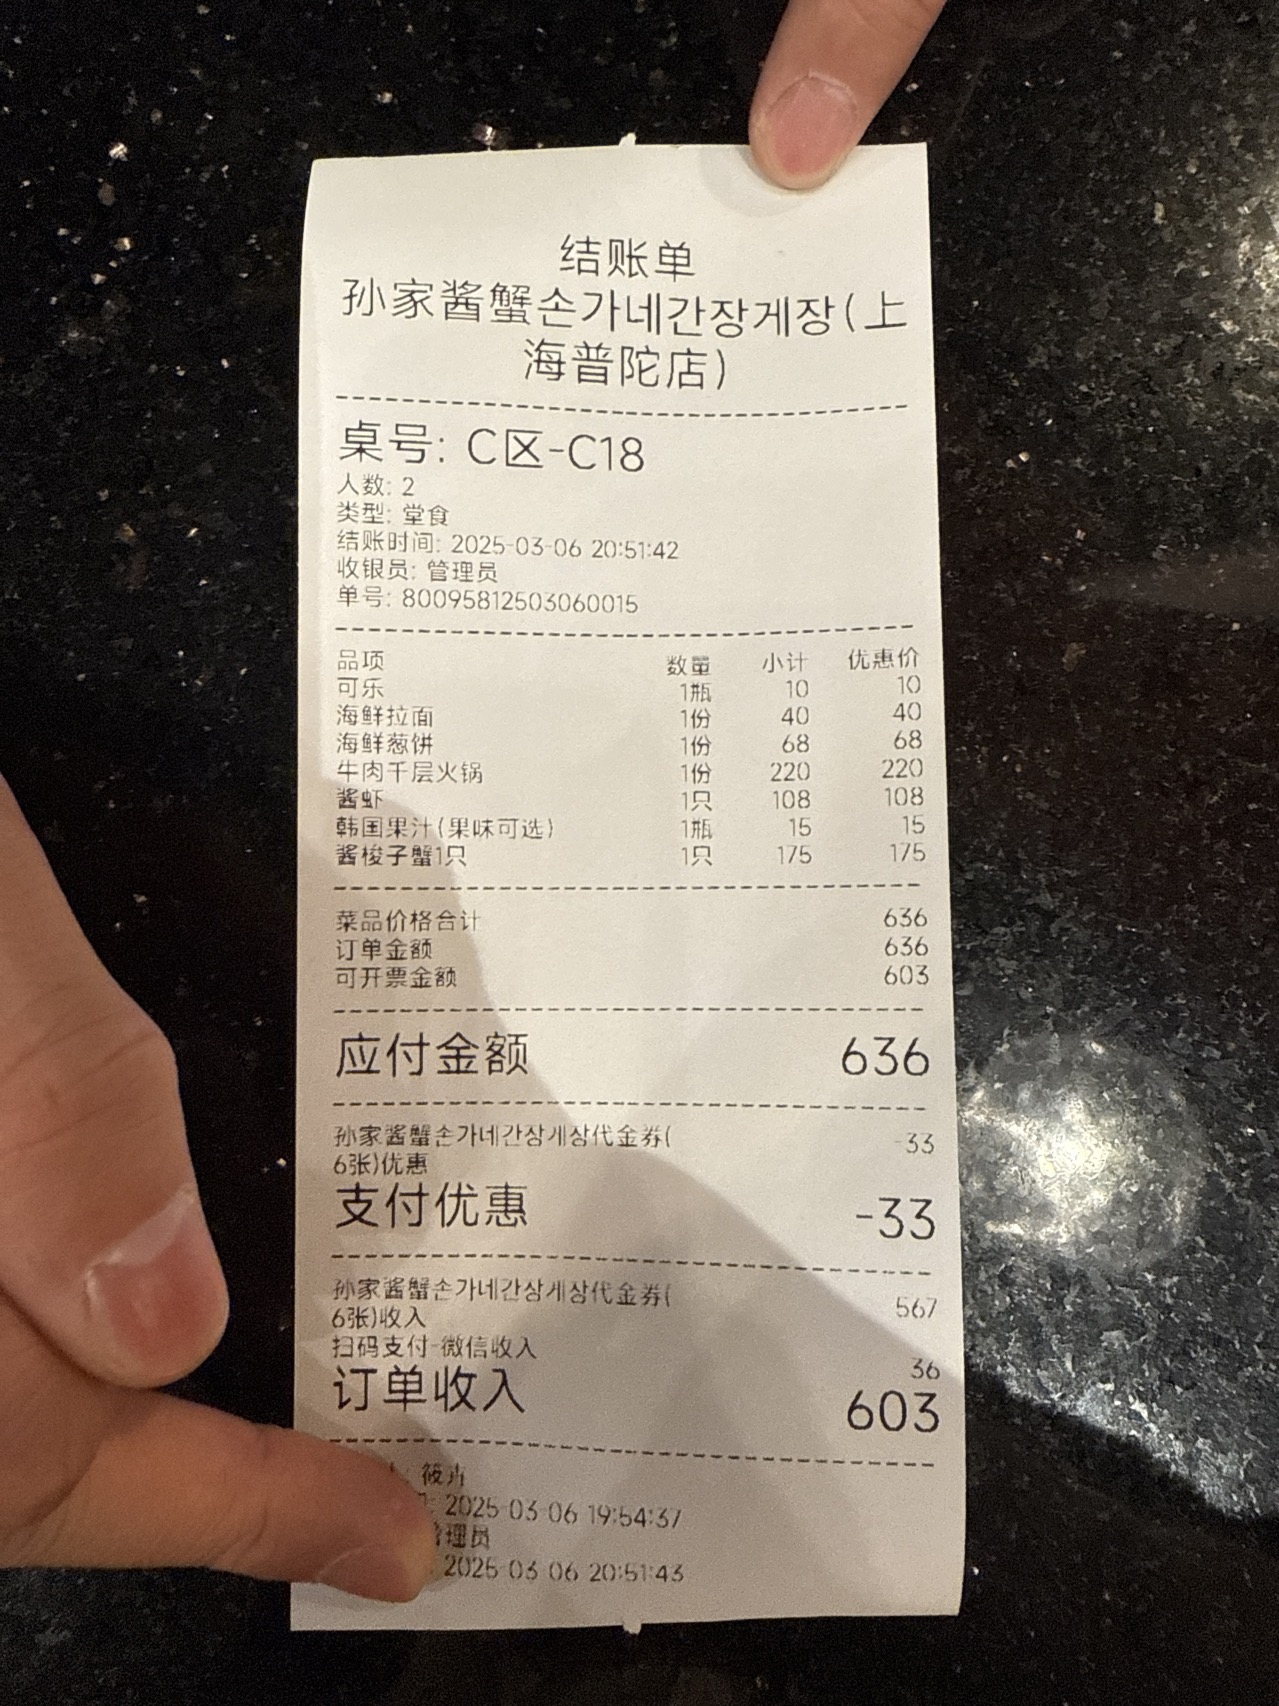 结账单
孙家酱蟹손가네간장게장(上
海普陀店)
桌号: C区-C18
人数: 2
类型: 堂食
结账时间: 2025-03-06 20:51:42
收银员: 管理员
单号: 80095812503060015
品项 数量 小计 优惠价
可乐 1瓶 10 10
海鲜拉面 1份 40 40
海鲜葱饼 1份 68 68
牛肉千层火锅 1份 220 220
酱虾 1只 108 108
韩国果汁(果味可选) 1瓶 15 15
酱梭子蟹1只 1只 175 175
菜品价格合计 636
订单金额 636
可开票金额 603
应付金额 636
孙家酱蟹손가네간장게장代金券( -33
6张)优惠
支付优惠 -33
孙家酱蟹손가네간장게장代金券( 567
6张)收入
扫码支付-微信收入 36
订单收入 603
: 筱卉
: 2025-03-06 19:54:37
管理员
2025-03-06 20:51:43